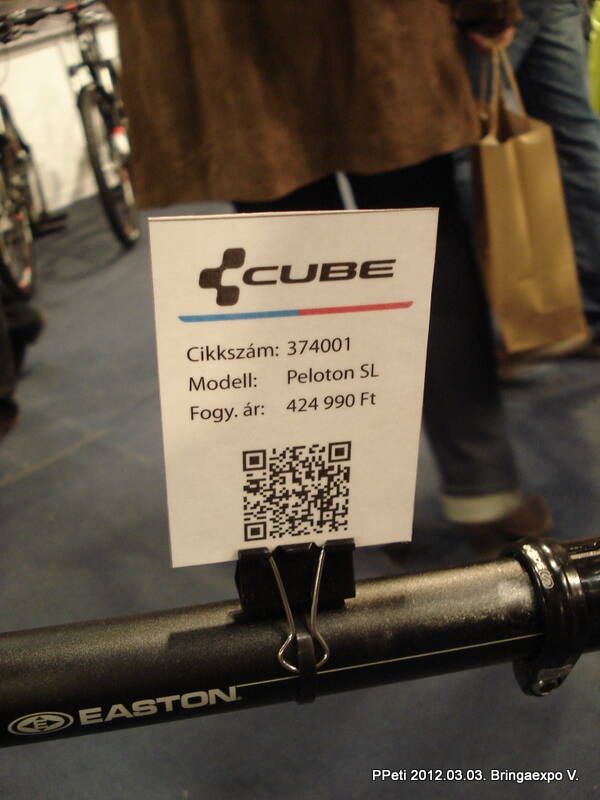 CUBE
Cikkszám: 374001
Modell: Peloton SL
Fogy. ár: 424 990 Ft
EASTON
PPeti 2012.03.03. Bringaexpo V.